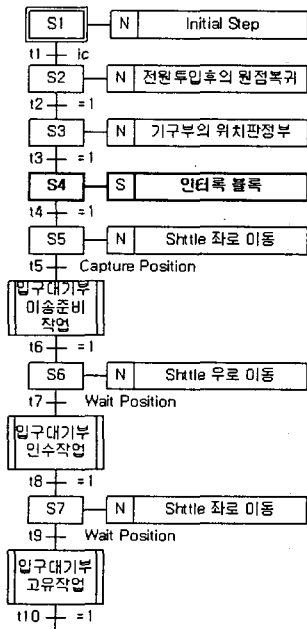 S1 N Initial Step
t1 ic
S2 N 전원투입후의 원점복귀
t2 =1
S3 N 기구부의 위치판정부
t3 =1
S4 S 인터록 블록
t4 =1
S5 N Shttle 좌로 이동
t5 Capture Position
입구대기부
이송준비
작업
t6 =1
S6 N Shttle 우로 이동
t7 Wait Position
입구대기부
인수작업
t8 =1
S7 N Shttle 좌로 이동
t9 Wait Position
입구대기부
고유작업
t10 =1